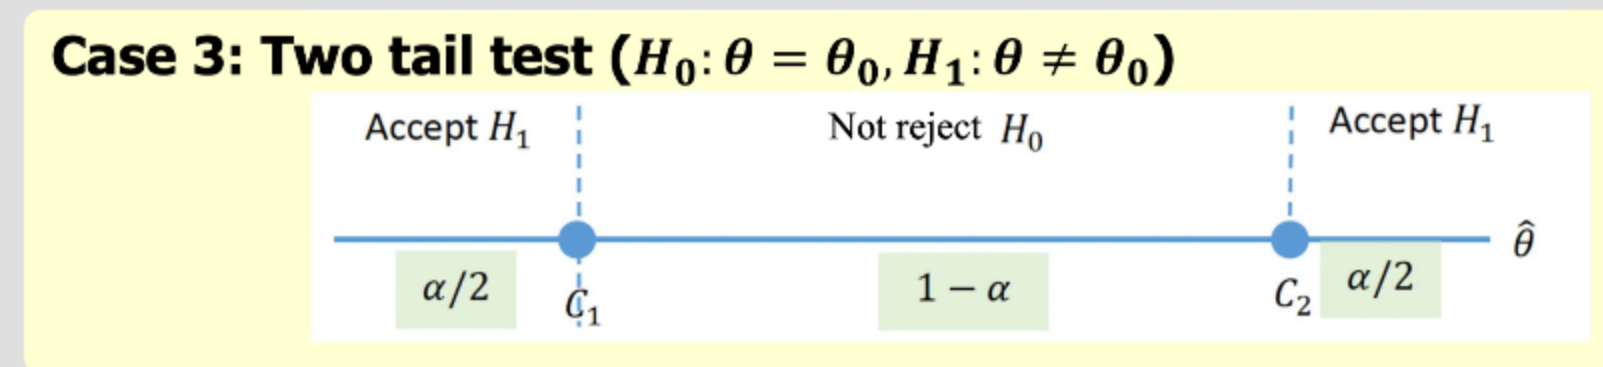 Case 3: Two tail test (H₀: θ = θ₀, H₁: θ ≠ θ₀)
Accept H₁
Not reject H₀
Accept H₁
θ̂
α/2
C₁
1 − α
C₂
α/2